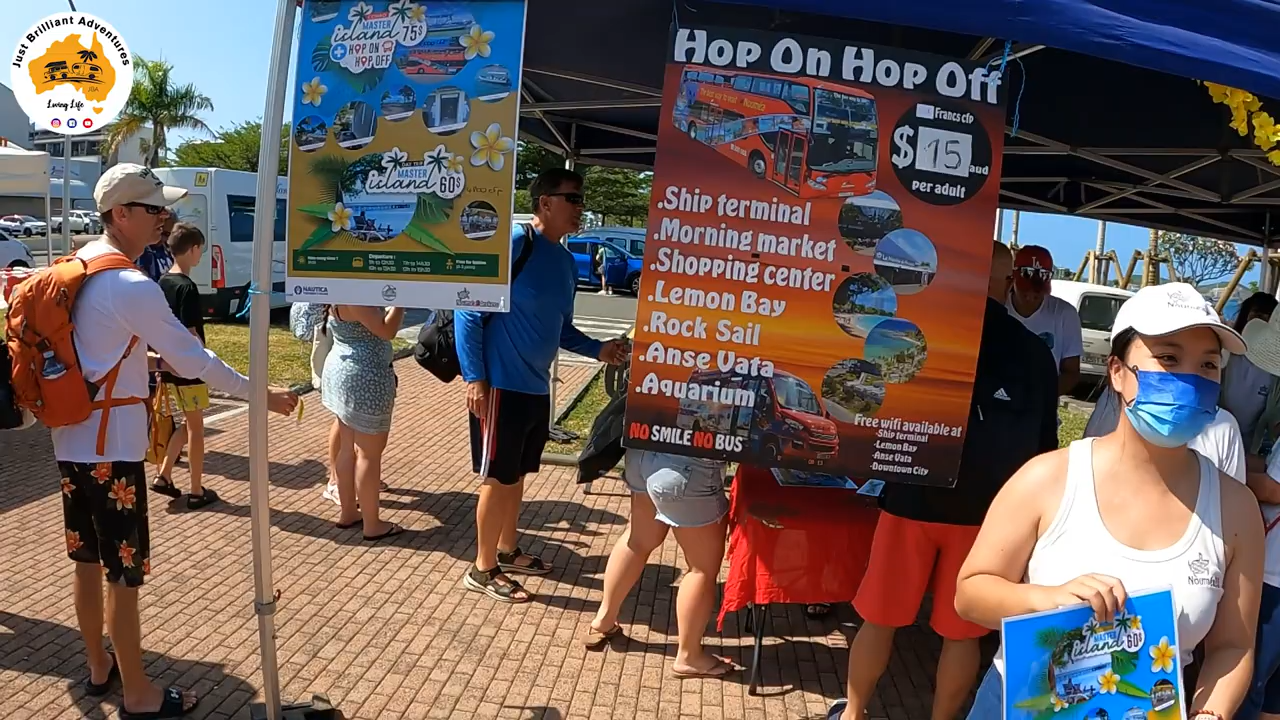 Just Brilliant Adventures
JBA
Living Life
MASTER
island 75$
HOP ON
HOP OFF
MASTER
island 60$
Departure :
NAUTICA
Hop On Hop Off
Francs cfp
$ 15 aud
per adult
.Ship terminal
.Morning market
.Shopping center
.Lemon Bay
.Rock Sail
.Anse Vata
.Aquarium
NO SMILE NO BUS
Free wifi available at
-Ship terminal
-Lemon Bay
-Anse Vata
-Downtown City
MASTER
island 60$